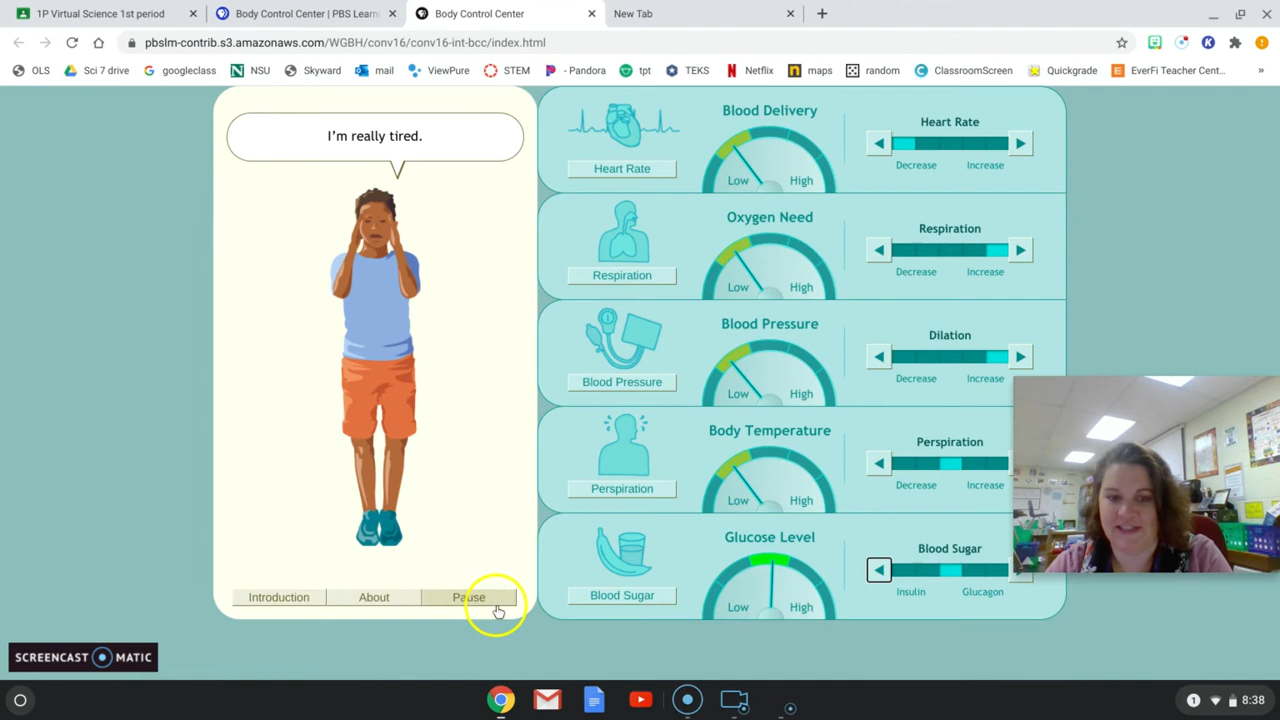 1P Virtual Science 1st period
Body Control Center | PBS Learni
Body Control Center
New Tab
pbslm-contrib.s3.amazonaws.com/WGBH/conv16/conv16-int-bcc/index.html
OLS
Sci 7 drive
googleclass
NSU
Skyward
mail
ViewPure
STEM
- Pandora
tpt
TEKS
Netflix
maps
random
ClassroomScreen
Quickgrade
EverFi Teacher Cent...
»
I'm really tired.
Introduction
About
Pause
Heart Rate
Blood Delivery
Low
High
Heart Rate
Decrease
Increase
Respiration
Oxygen Need
Low
High
Respiration
Decrease
Increase
Blood Pressure
Blood Pressure
Low
High
Dilation
Decrease
Increase
Perspiration
Body Temperature
Low
High
Perspiration
Decrease
Increase
Blood Sugar
Glucose Level
Low
High
Blood Sugar
Insulin
Glucagon
SCREENCAST MATIC
1
8:38